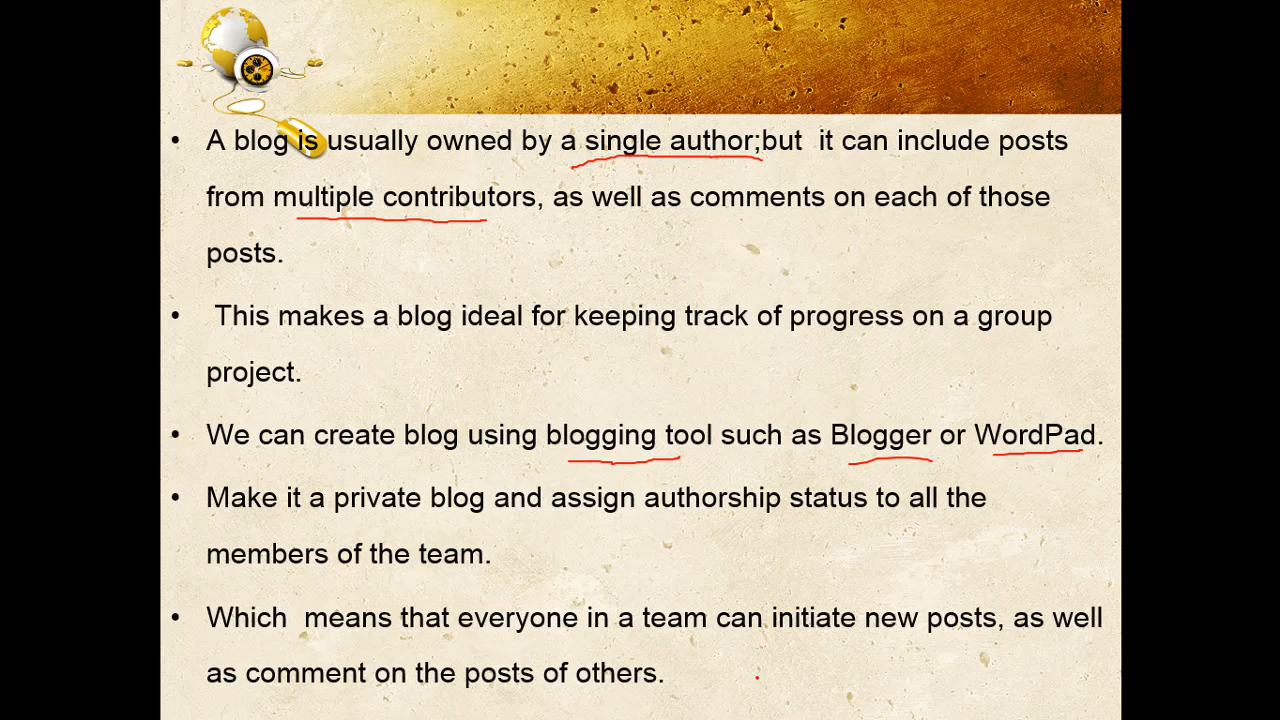 • A blog is usually owned by a single author;but  it can include posts
from multiple contributors, as well as comments on each of those
posts.
•  This makes a blog ideal for keeping track of progress on a group
project.
• We can create blog using blogging tool such as Blogger or WordPad.
• Make it a private blog and assign authorship status to all the
members of the team.
• Which  means that everyone in a team can initiate new posts, as well
as comment on the posts of others.